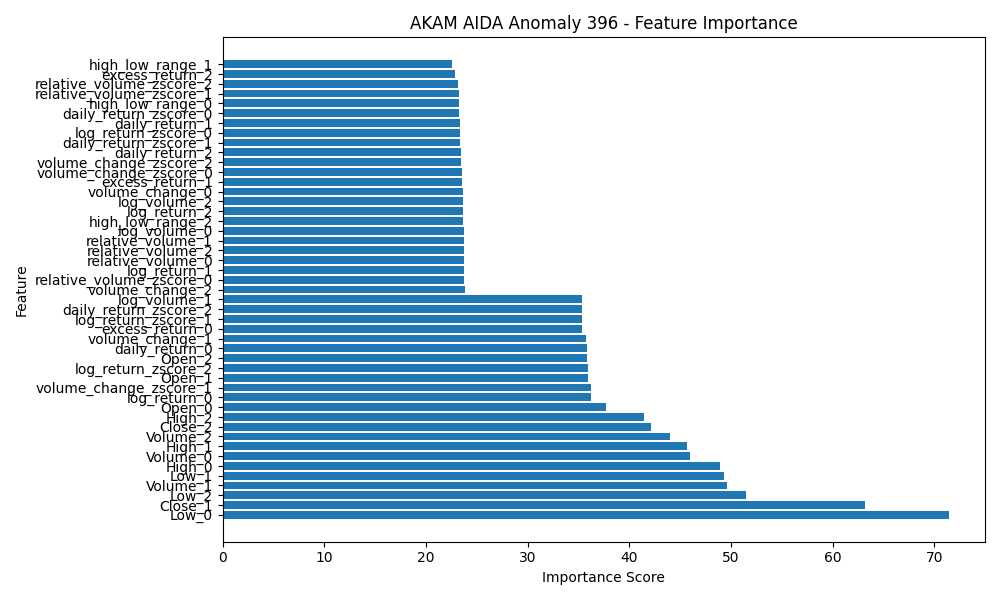 AKAM AIDA Anomaly 396 - Feature Importance
high_low_range_1
excess_return_2
relative_volume_zscore_2
relative_volume_zscore_1
high_low_range_0
daily_return_zscore_0
daily_return_1
log_return_zscore_0
daily_return_zscore_1
daily_return_2
volume_change_zscore_2
volume_change_zscore_0
excess_return_1
volume_change_0
log_volume_2
log_return_2
high_low_range_2
log_volume_0
relative_volume_1
relative_volume_2
relative_volume_0
log_return_1
relative_volume_zscore_0
volume_change_2
log_volume_1
daily_return_zscore_2
log_return_zscore_1
excess_return_0
volume_change_1
daily_return_0
Open_2
log_return_zscore_2
Open_1
volume_change_zscore_1
log_return_0
Open_0
High_2
Close_2
Volume_2
High_1
Volume_0
High_0
Low_1
Volume_1
Low_2
Close_1
Low_0
Feature
0 10 20 30 40 50 60 70
Importance Score